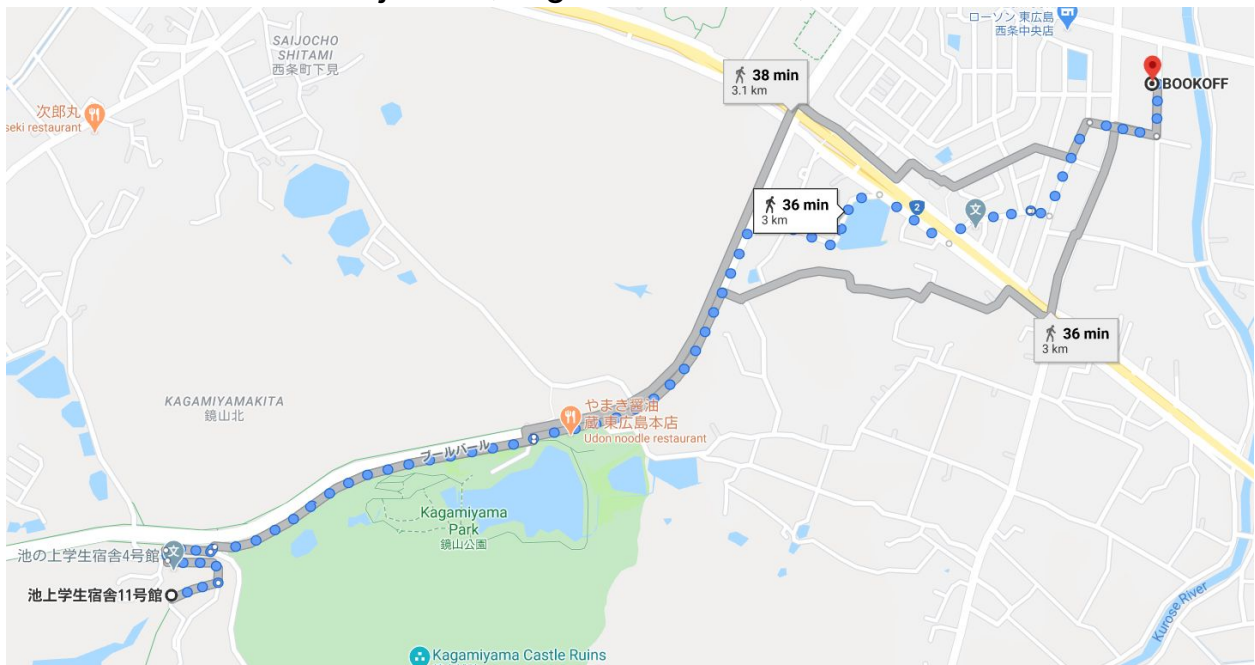 ローソン 東広島
西条中央店
SAIJOCHO
SHITAMI
西条町下見
38 min
3.1 km
BOOKOFF
次郎丸
seki restaurant
36 min
3 km
2
文
36 min
3 km
KAGAMIYAMAKITA
鏡山北
やまき醤油
蔵 東広島本店
Udon noodle restaurant
ブールバール
Kagamiyama
Park
鏡山公園
池の上学生宿舎4号館
文
池上学生宿舎11号館
Kurose River
Kagamiyama Castle Ruins